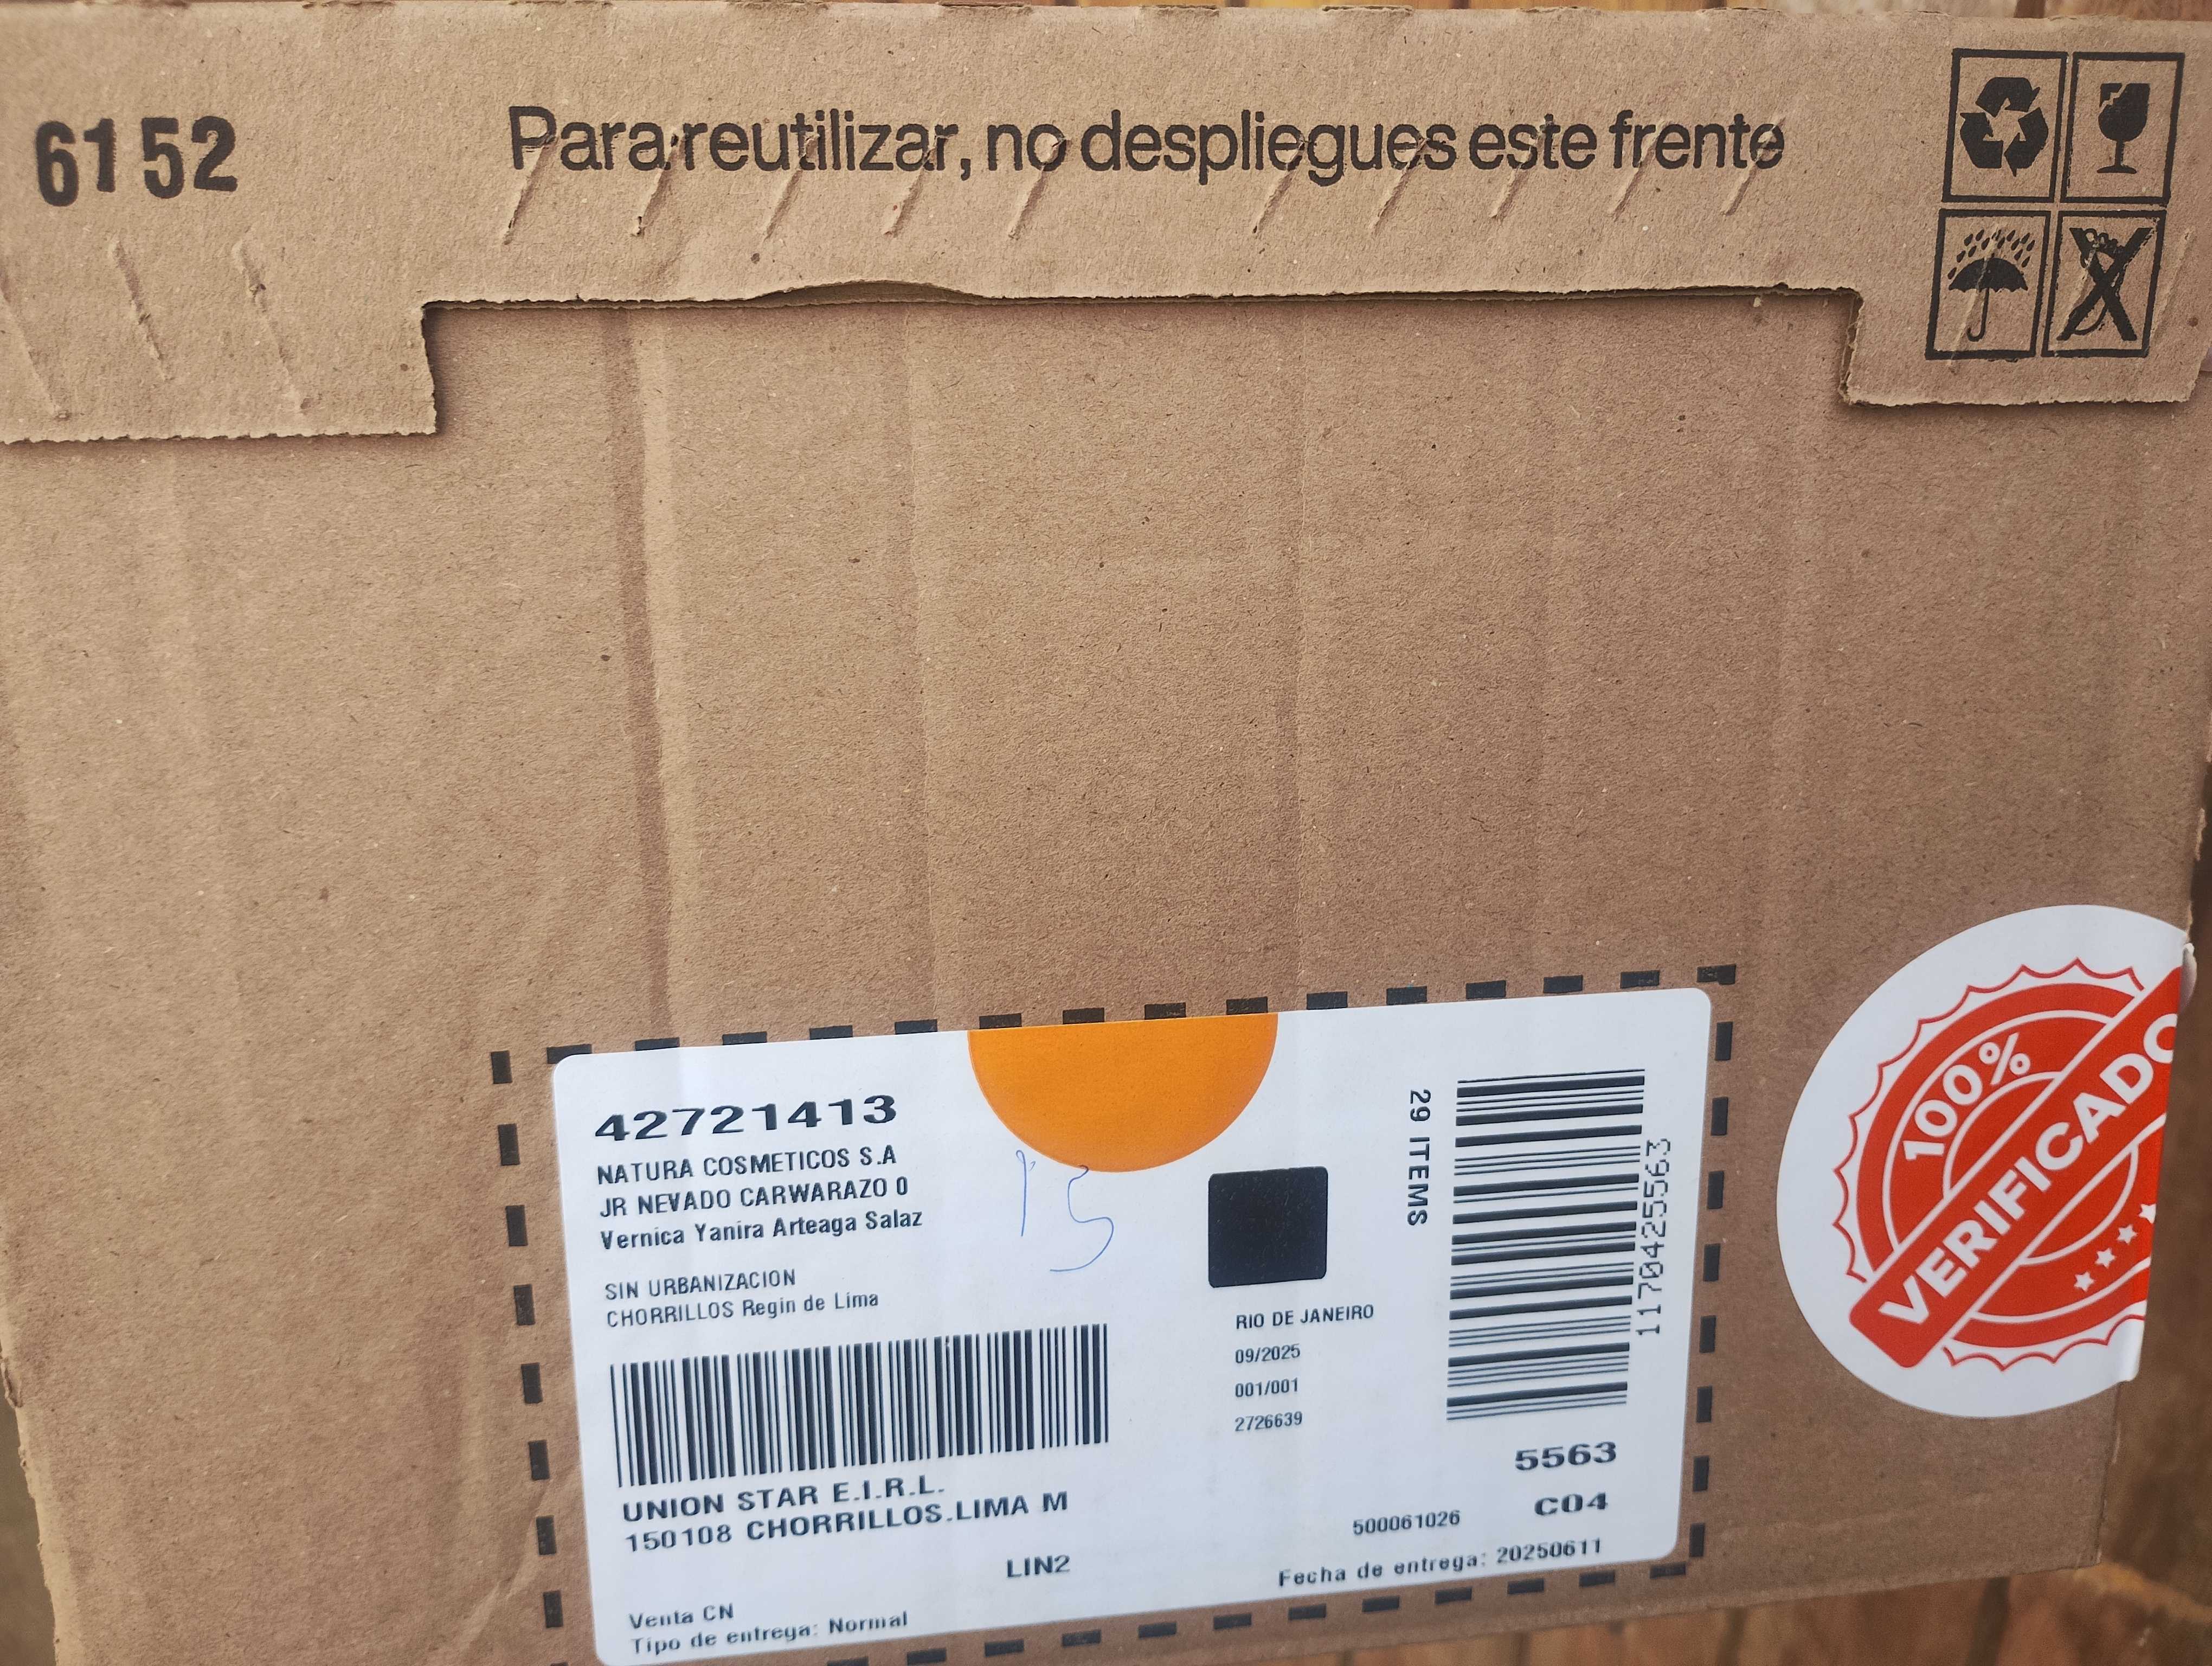 6152
Para reutilizar, no despliegues este frente
42721413
NATURA COSMETICOS S.A
JR NEVADO CARWARAZO 0
Vernica Yanira Arteaga Salaz
SIN URBANIZACION
CHORRILLOS Regin de Lima
15
UNION STAR E.I.R.L.
150108 CHORRILLOS.LIMA M
LIN2
Venta CN
Tipo de entrega: Normal
RIO DE JANEIRO
09/2025
001/001
2726639
29 ITEMS
1170425563
5563
C04
500061026
Fecha de entrega: 20250611
100%
VERIFICADO